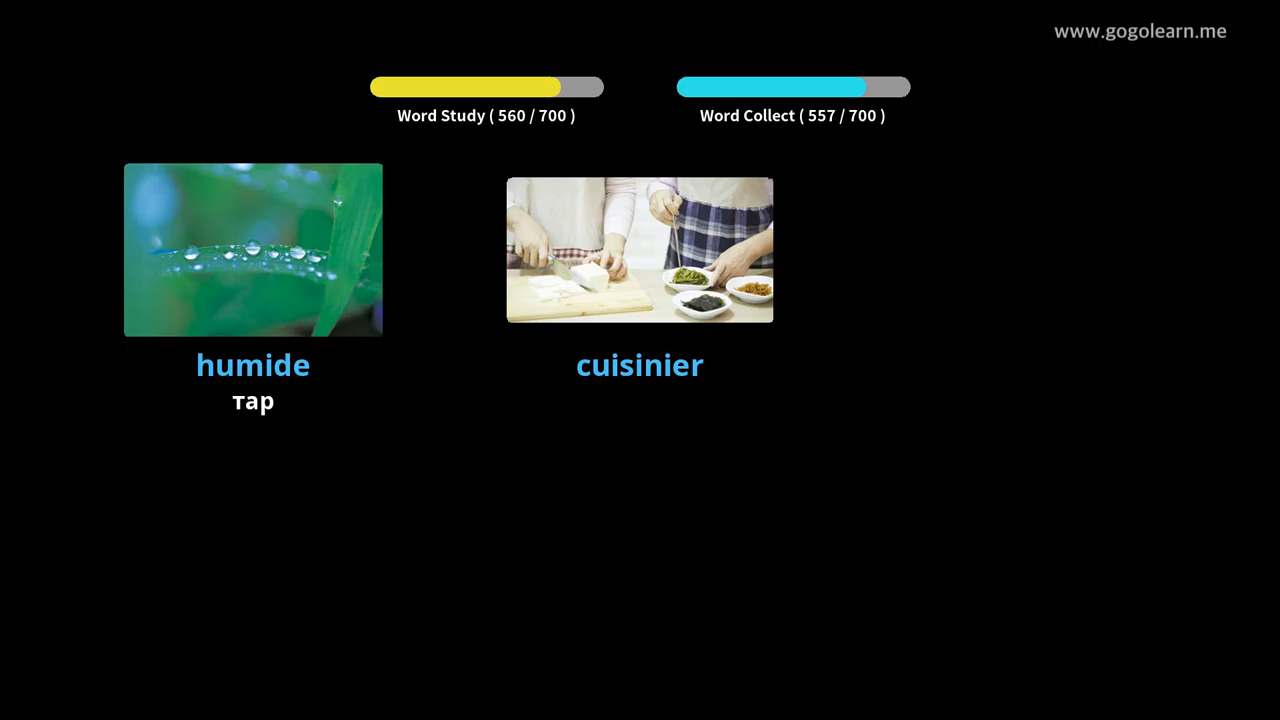 www.gogolearn.me
Word Study ( 560 / 700 )
Word Collect ( 557 / 700 )
humide
тар
cuisinier